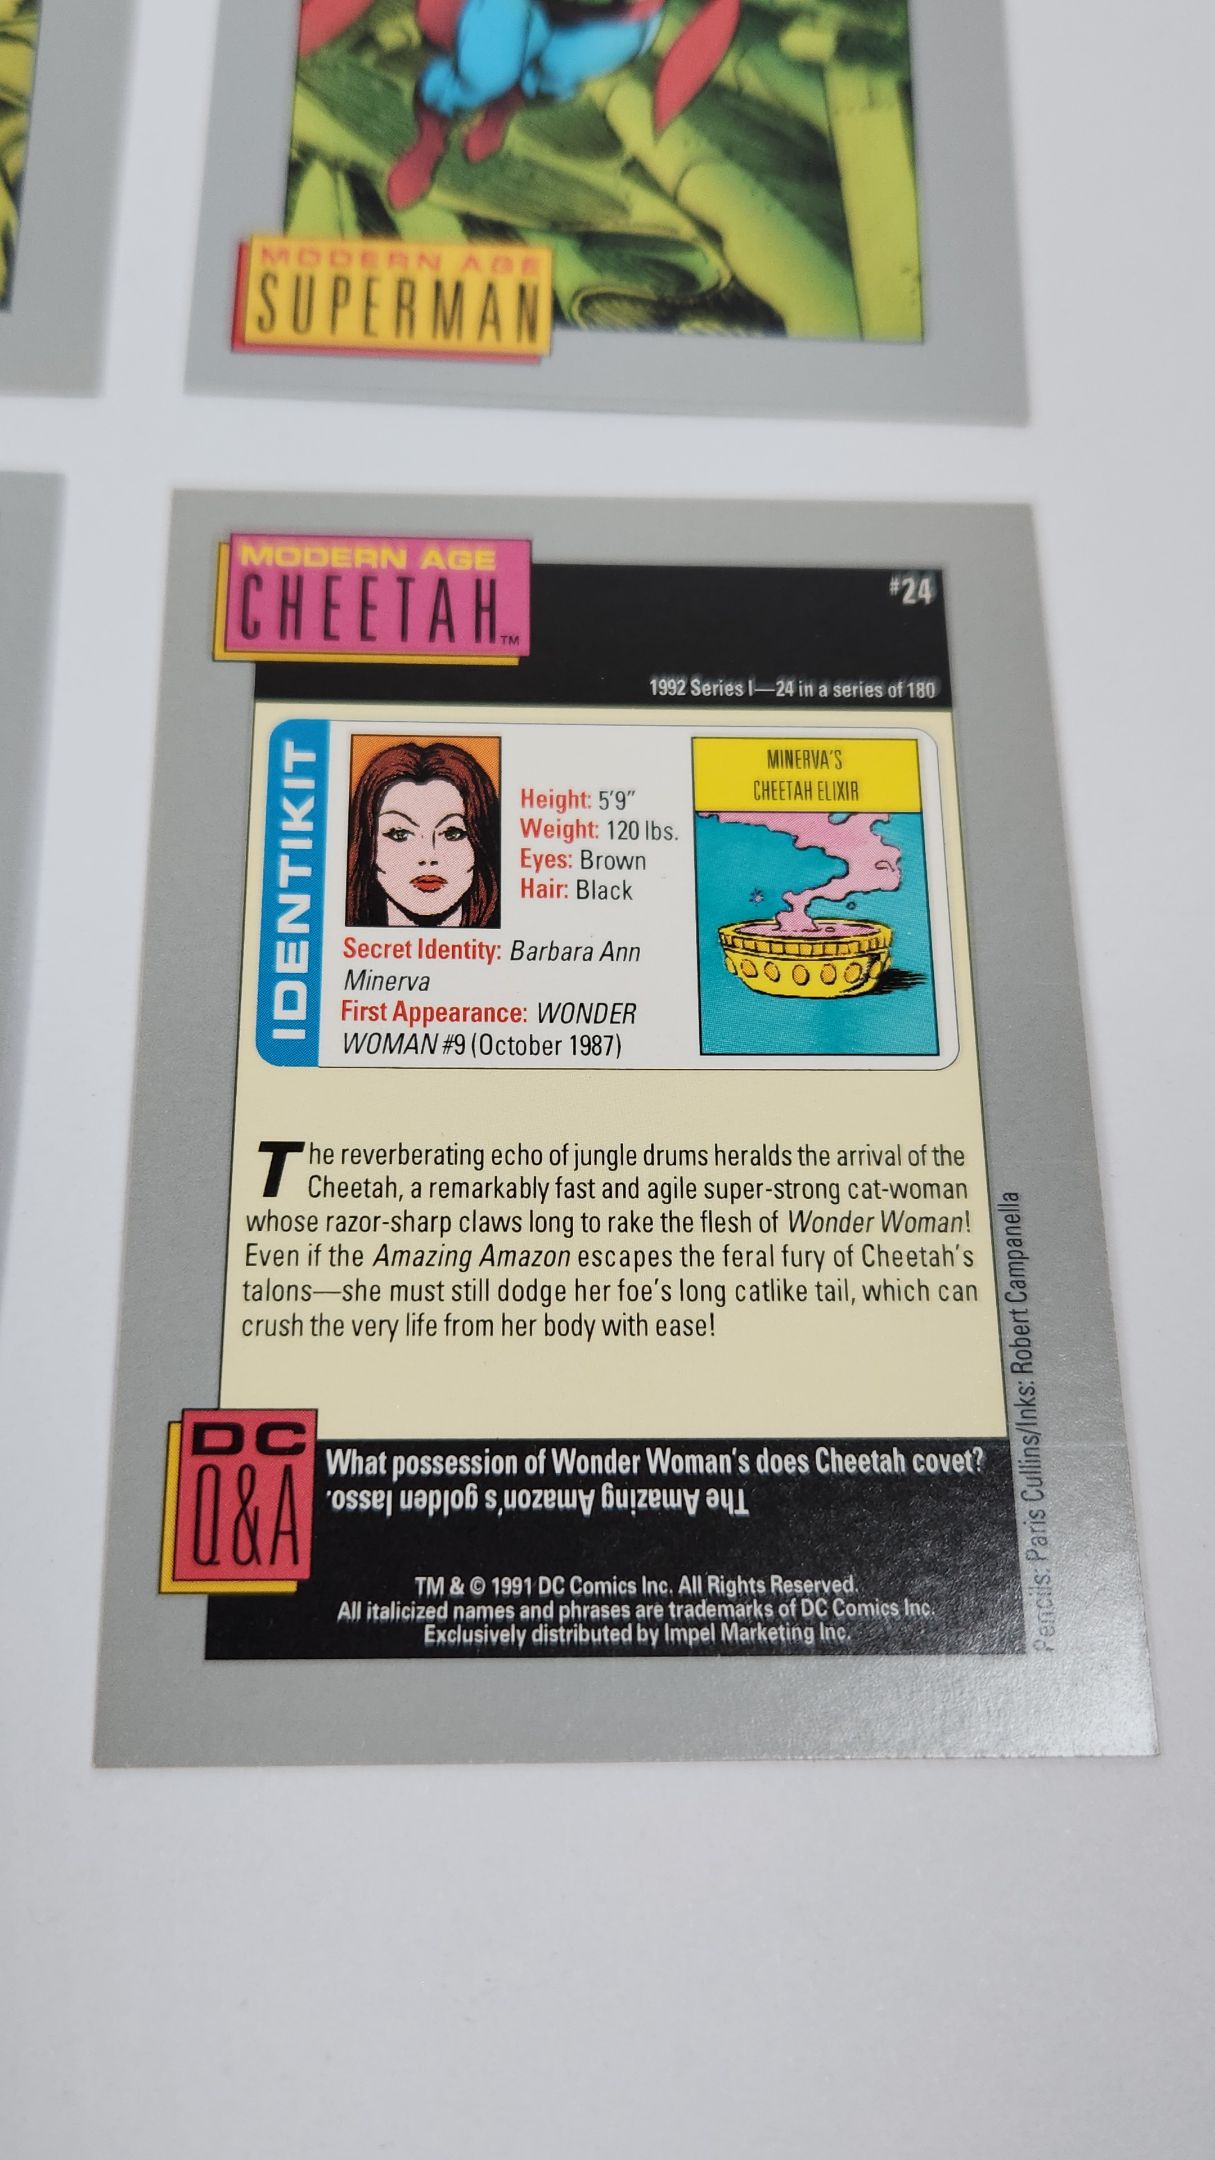 MODERN AGE
SUPERMAN
MODERN AGE
CHEETAH™
#24
1992 Series I—24 in a series of 180
IDENTIKIT
Height: 5'9"
Weight: 120 lbs.
Eyes: Brown
Hair: Black
Secret Identity: Barbara Ann
Minerva
First Appearance: WONDER
WOMAN #9 (October 1987)
MINERVA'S
CHEETAH ELIXIR
The reverberating echo of jungle drums heralds the arrival of the
Cheetah, a remarkably fast and agile super-strong cat-woman
whose razor-sharp claws long to rake the flesh of Wonder Woman!
Even if the Amazing Amazon escapes the feral fury of Cheetah's
talons—she must still dodge her foe's long catlike tail, which can
crush the very life from her body with ease!
Pencils: Paris Cullins/Inks: Robert Campanella
DC
Q&A
What possession of Wonder Woman's does Cheetah covet?
The Amazing Amazon's golden lasso.
TM & © 1991 DC Comics Inc. All Rights Reserved.
All italicized names and phrases are trademarks of DC Comics Inc.
Exclusively distributed by Impel Marketing Inc.